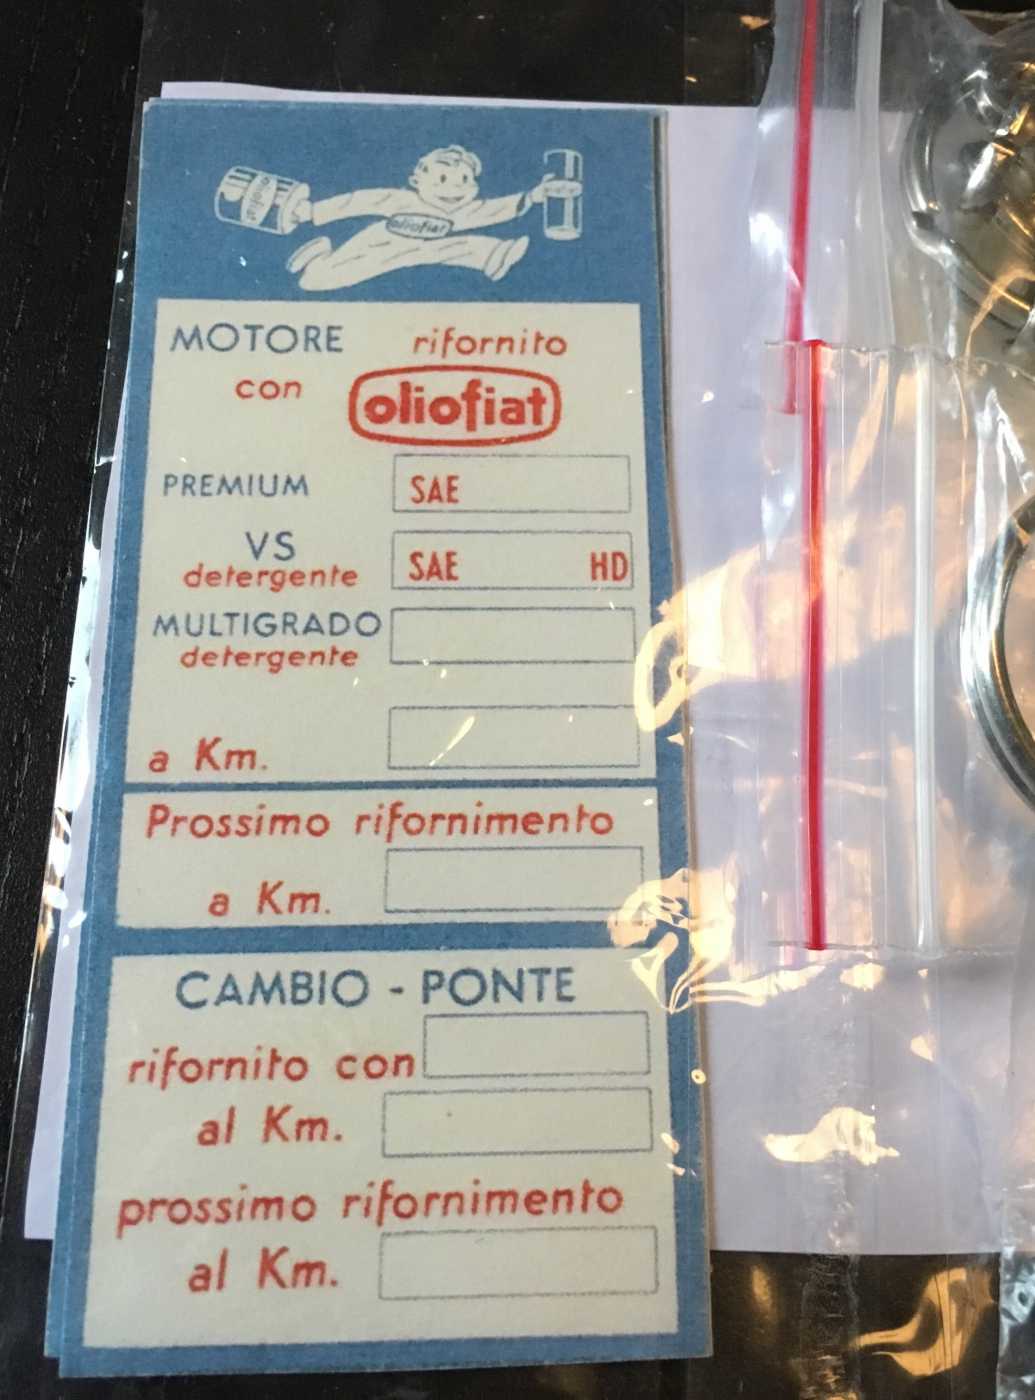 oliofiat
oliofiat
MOTORE rifornito
con oliofiat
PREMIUM SAE
VS
detergente SAE HD
MULTIGRADO
detergente
a Km.
Prossimo rifornimento
a Km.
CAMBIO - PONTE
rifornito con
al Km.
prossimo rifornimento
al Km.